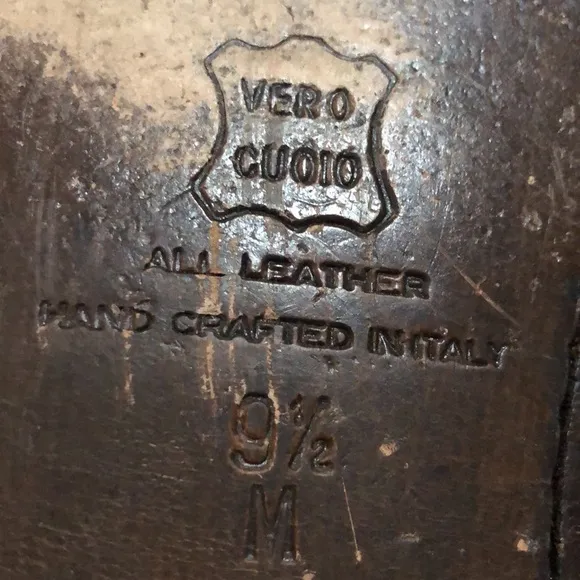 VERO
CUOIO
ALL LEATHER
HAND CRAFTED IN ITALY
9½
M